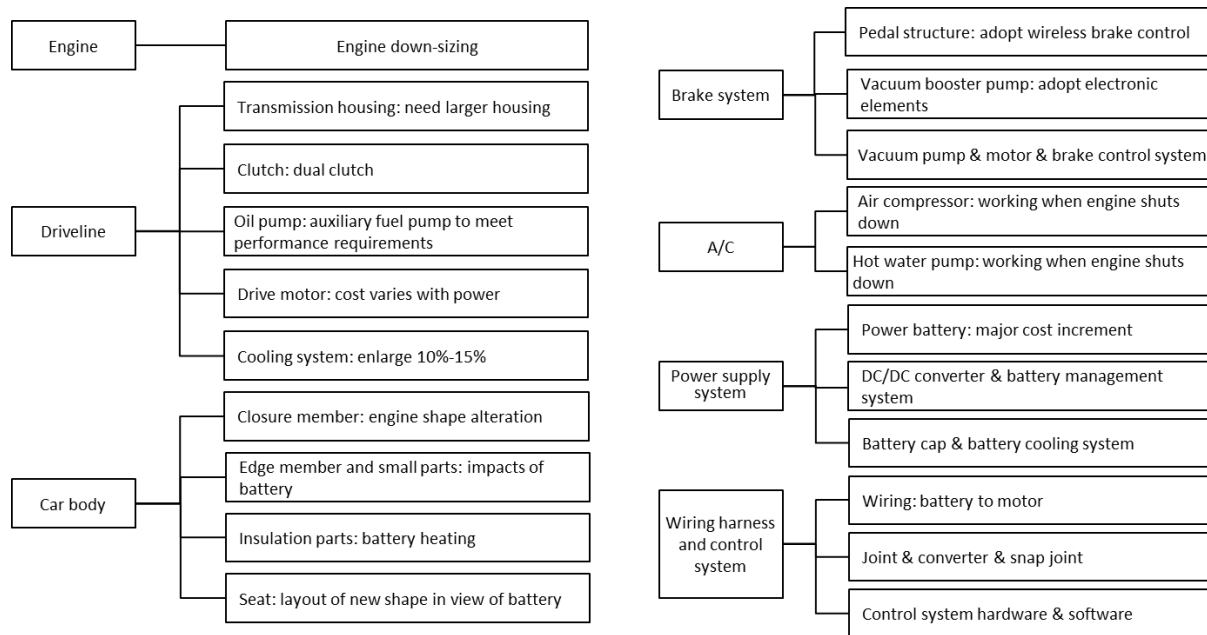 Engine
Engine down-sizing
Driveline
Transmission housing: need larger housing
Clutch: dual clutch
Oil pump: auxiliary fuel pump to meet
performance requirements
Drive motor: cost varies with power
Cooling system: enlarge 10%-15%
Car body
Closure member: engine shape alteration
Edge member and small parts: impacts of
battery
Insulation parts: battery heating
Seat: layout of new shape in view of battery
Brake system
Pedal structure: adopt wireless brake control
Vacuum booster pump: adopt electronic
elements
Vacuum pump & motor & brake control system
A/C
Air compressor: working when engine shuts
down
Hot water pump: working when engine shuts
down
Power supply
system
Power battery: major cost increment
DC/DC converter & battery management
system
Battery cap & battery cooling system
Wiring harness
and control
system
Wiring: battery to motor
Joint & converter & snap joint
Control system hardware & software